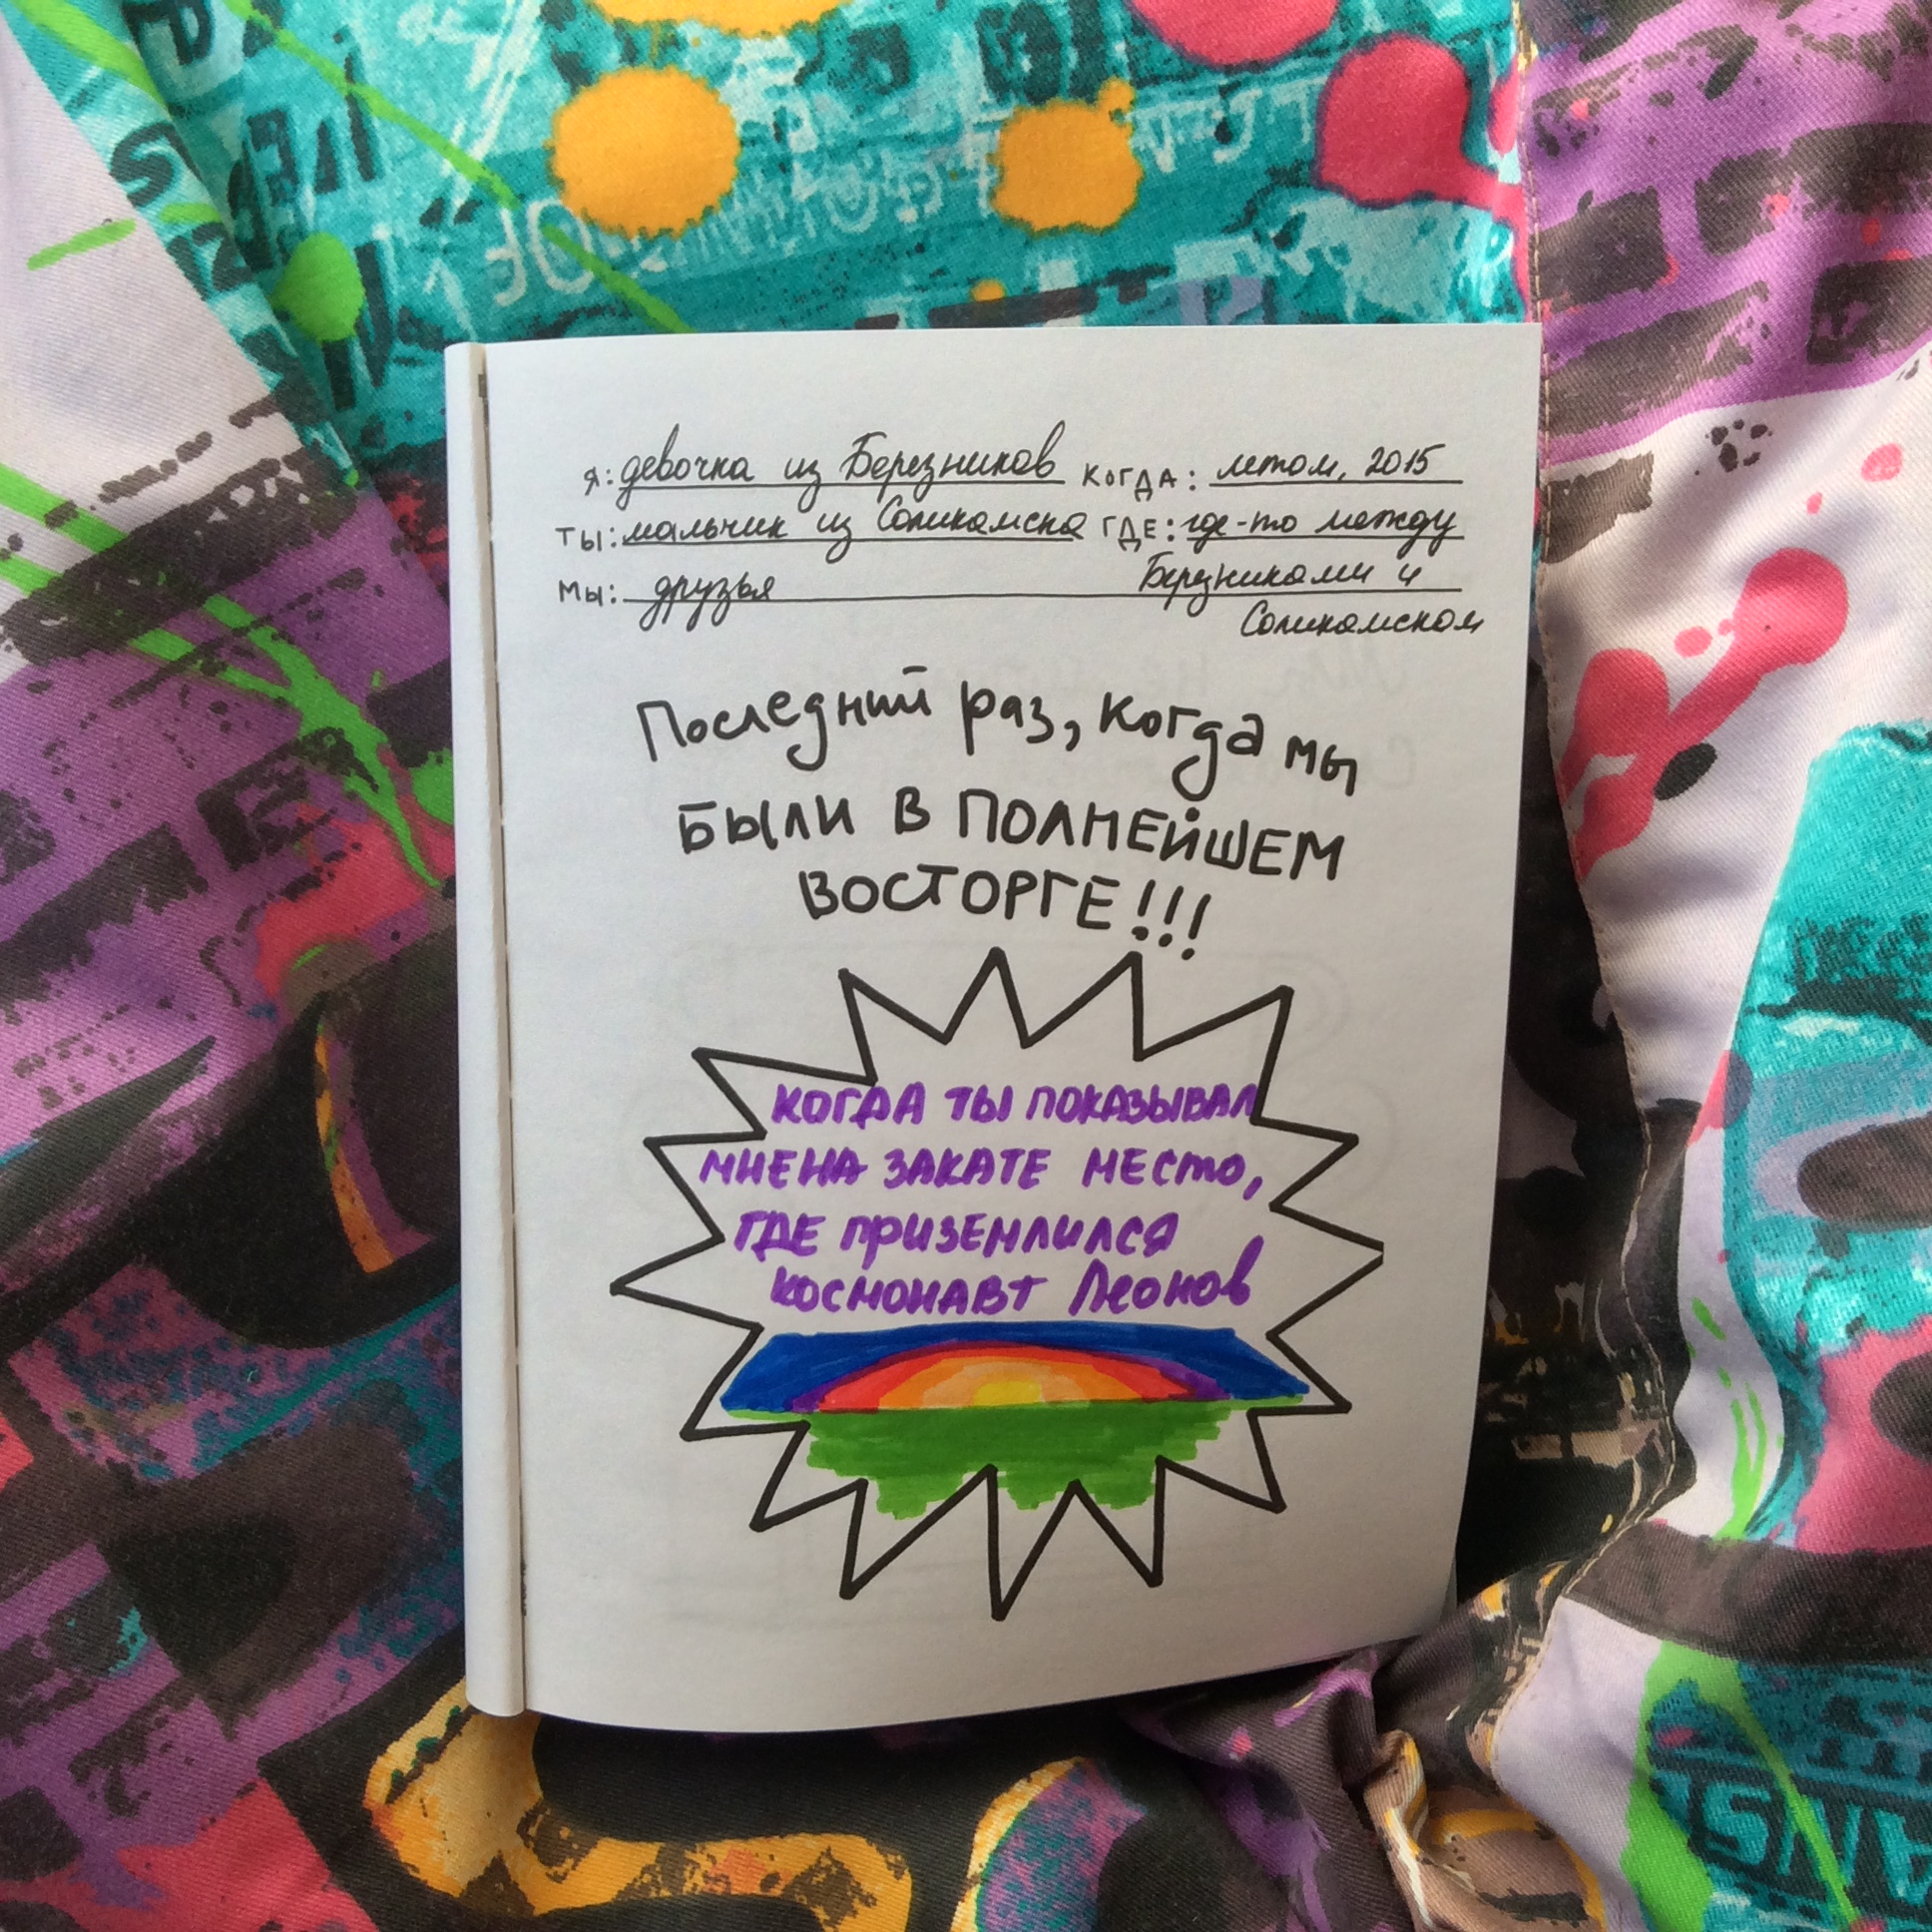 я: девочка из Березников когда: летом, 2015
ты: мальчик из Соликамска где: где-то между
мы: друзья Березниками и
Соликамском
Последний раз, когда мы
БЫЛИ В ПОЛНЕЙШЕМ
ВОСТОРГЕ!!!
КОГДА ТЫ ПОКАЗЫВАЛ
МНЕ НА ЗАКАТЕ МЕСТО,
ГДЕ ПРИЗЕМЛИЛСЯ
КОСМОНАВТ Леонов